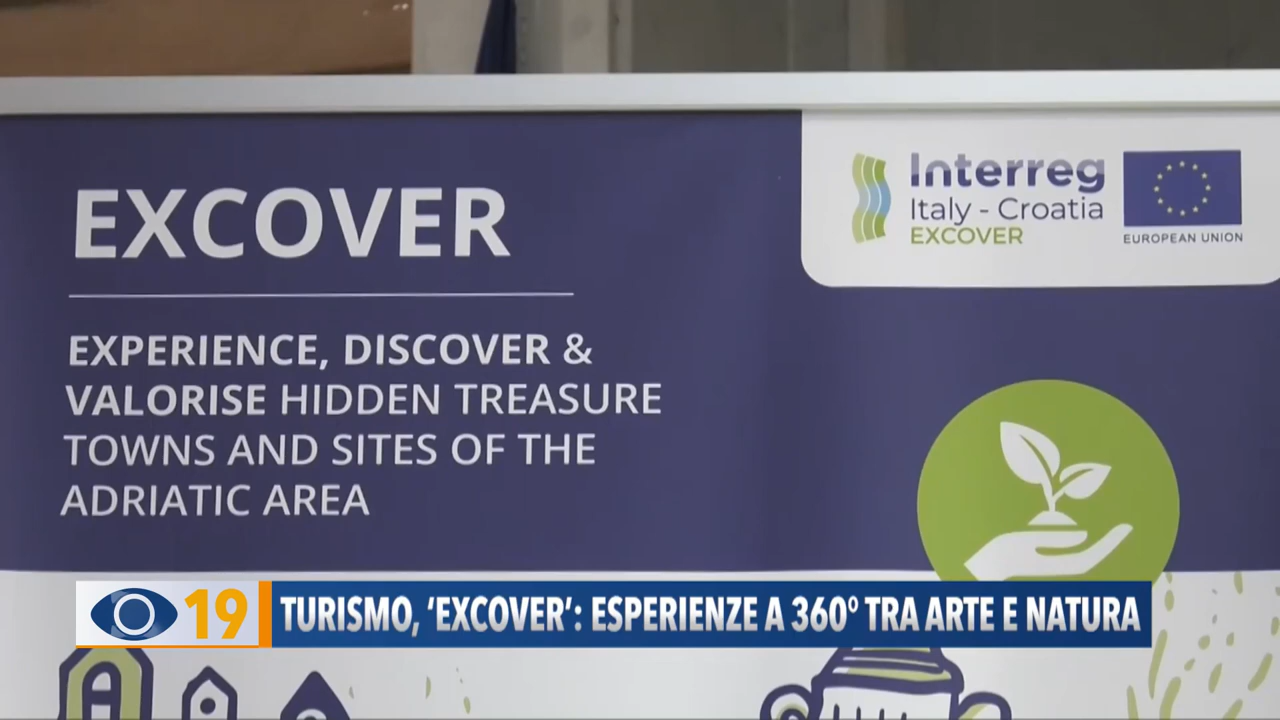 EXCOVER
EXPERIENCE, DISCOVER &
VALORISE HIDDEN TREASURE
TOWNS AND SITES OF THE
ADRIATIC AREA
Interreg
Italy - Croatia
EXCOVER
EUROPEAN UNION
19
TURISMO, ‘EXCOVER’: ESPERIENZE A 360° TRA ARTE E NATURA